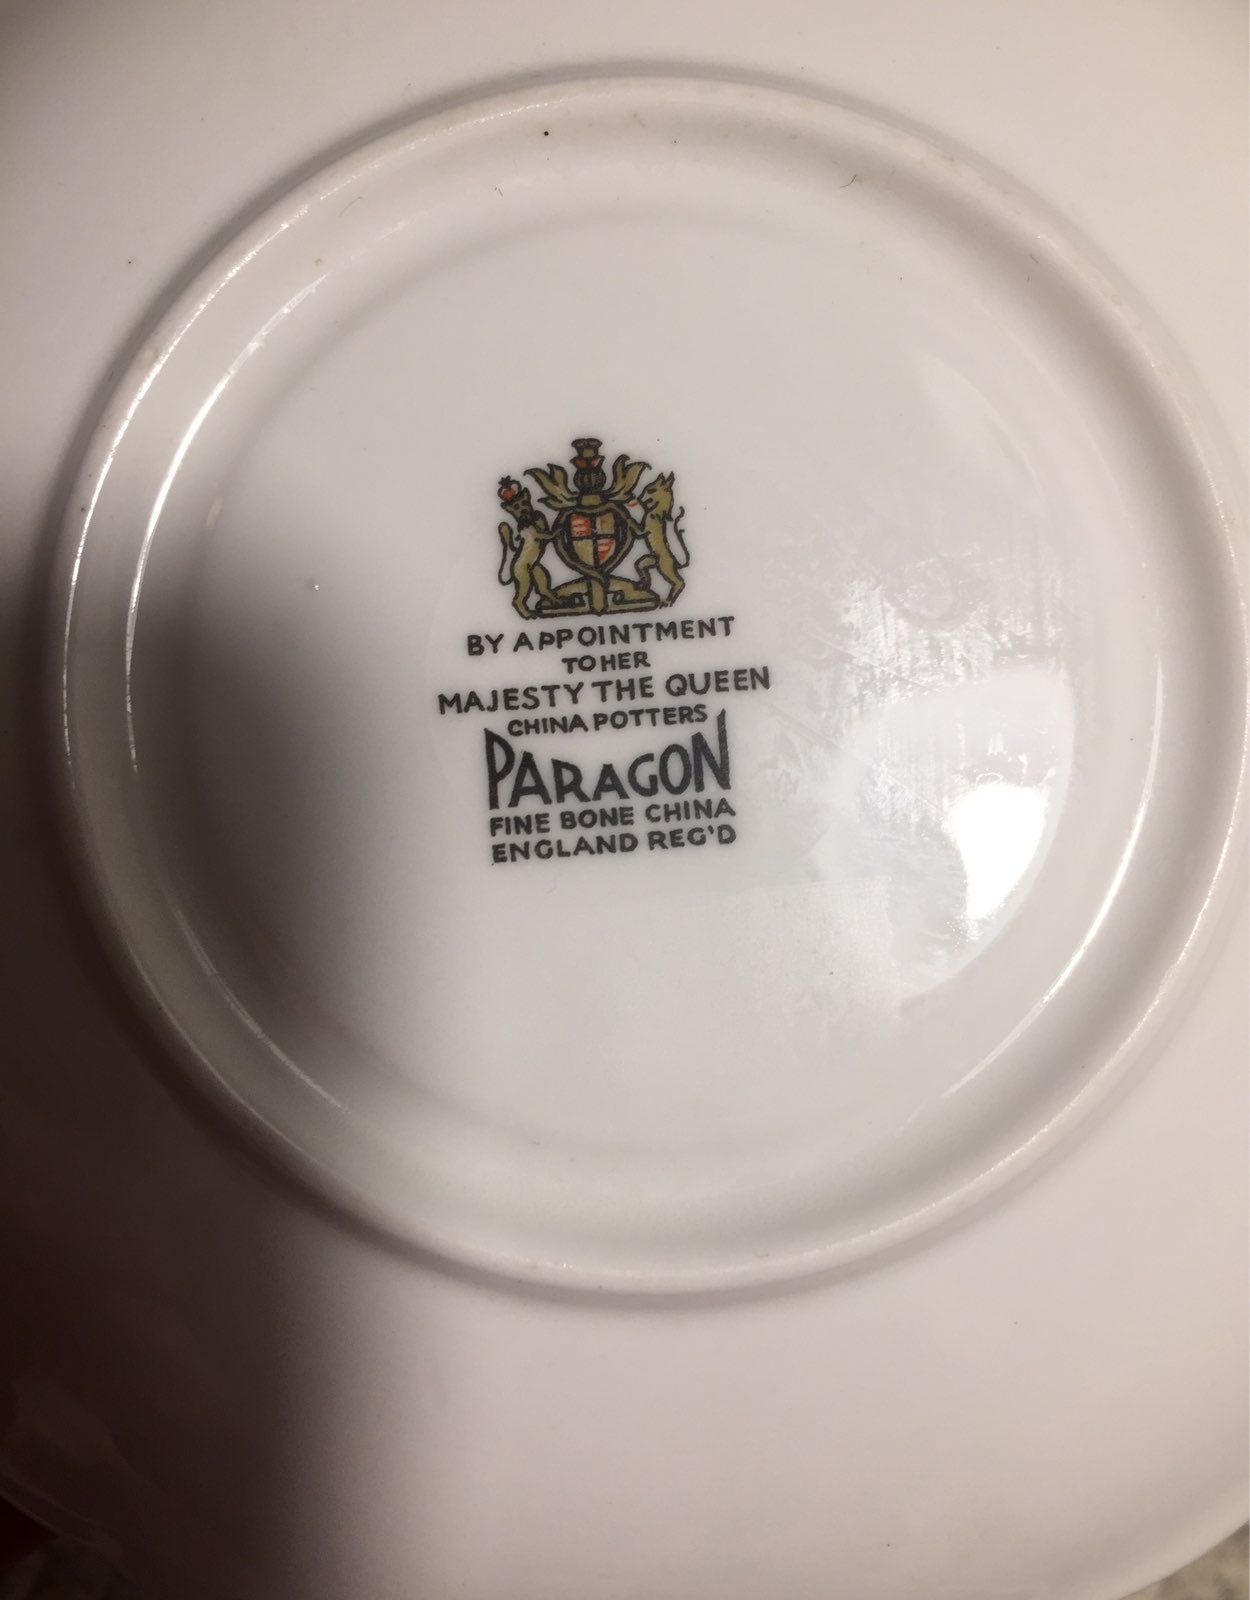 BY APPOINTMENT
TO HER
MAJESTY THE QUEEN
CHINA POTTERS
PARAGON
FINE BONE CHINA
ENGLAND REG'D